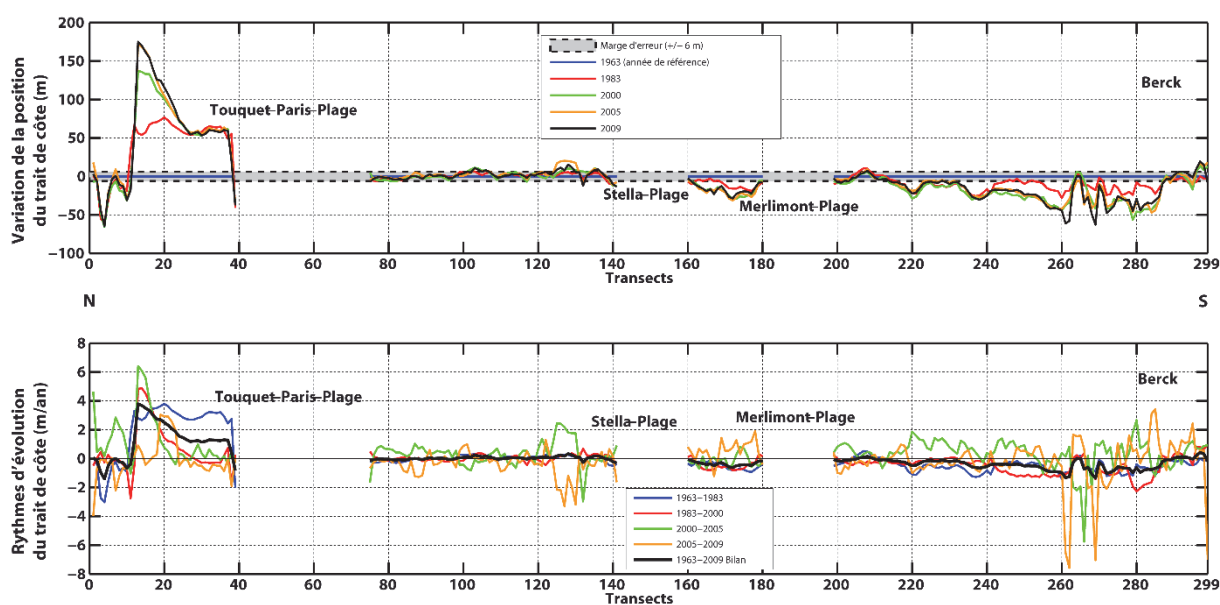 Variation de la position
du trait de côte (m)
200
150
100
50
0
−50
−100
Marge d'erreur (+/− 6 m)
1963 (année de référence)
1983
2000
2005
2009
Touquet−Paris−Plage
Stella−Plage
Merlimont−Plage
Berck
0 20 40 60 80 100 120 140 160 180 200 220 240 260 280 299
Transects
N S
Rythmes d'évolution
du trait de côte (m/an)
8
6
4
2
0
−2
−4
−6
−8
Touquet−Paris−Plage
Stella−Plage
Merlimont−Plage
Berck
1963−1983
1983−2000
2000−2005
2005−2009
1963−2009 Bilan
0 20 40 60 80 100 120 140 160 180 200 220 240 260 280 299
Transects